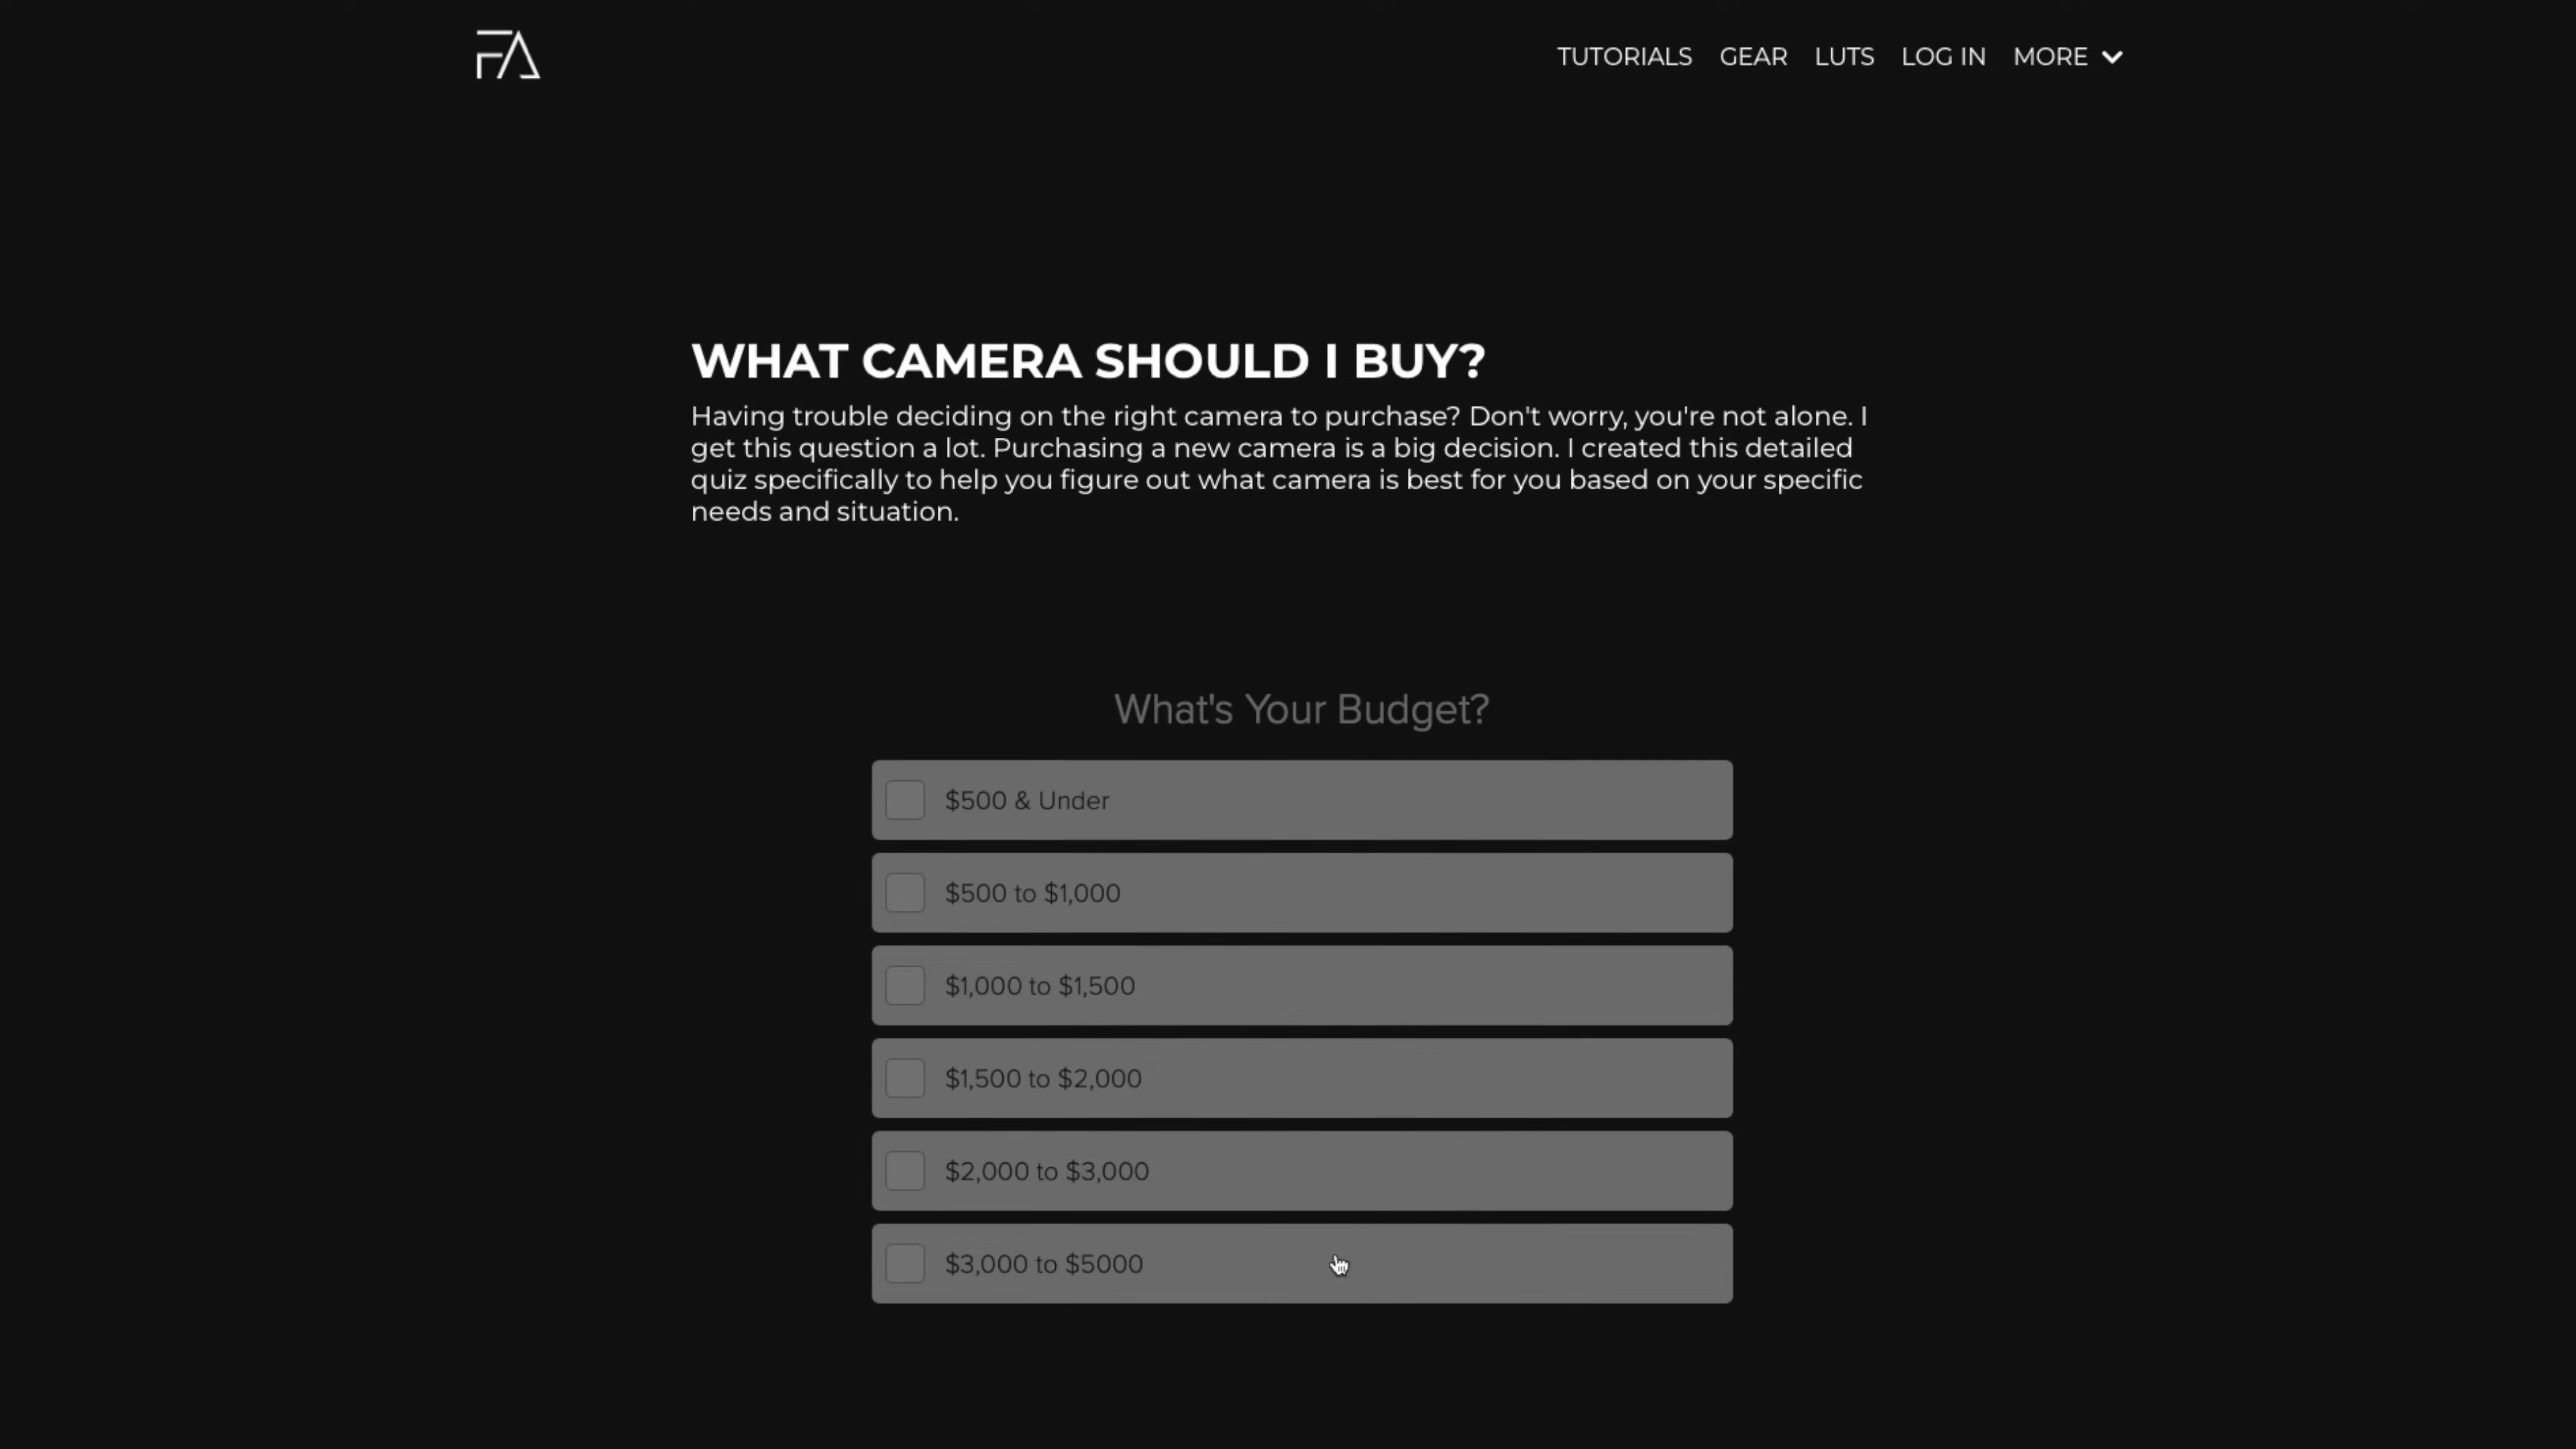 FA
TUTORIALS GEAR LUTS LOG IN MORE
WHAT CAMERA SHOULD I BUY?
Having trouble deciding on the right camera to purchase? Don't worry, you're not alone. I
get this question a lot. Purchasing a new camera is a big decision. I created this detailed
quiz specifically to help you figure out what camera is best for you based on your specific
needs and situation.
What's Your Budget?
$500 & Under
$500 to $1,000
$1,000 to $1,500
$1,500 to $2,000
$2,000 to $3,000
$3,000 to $5000